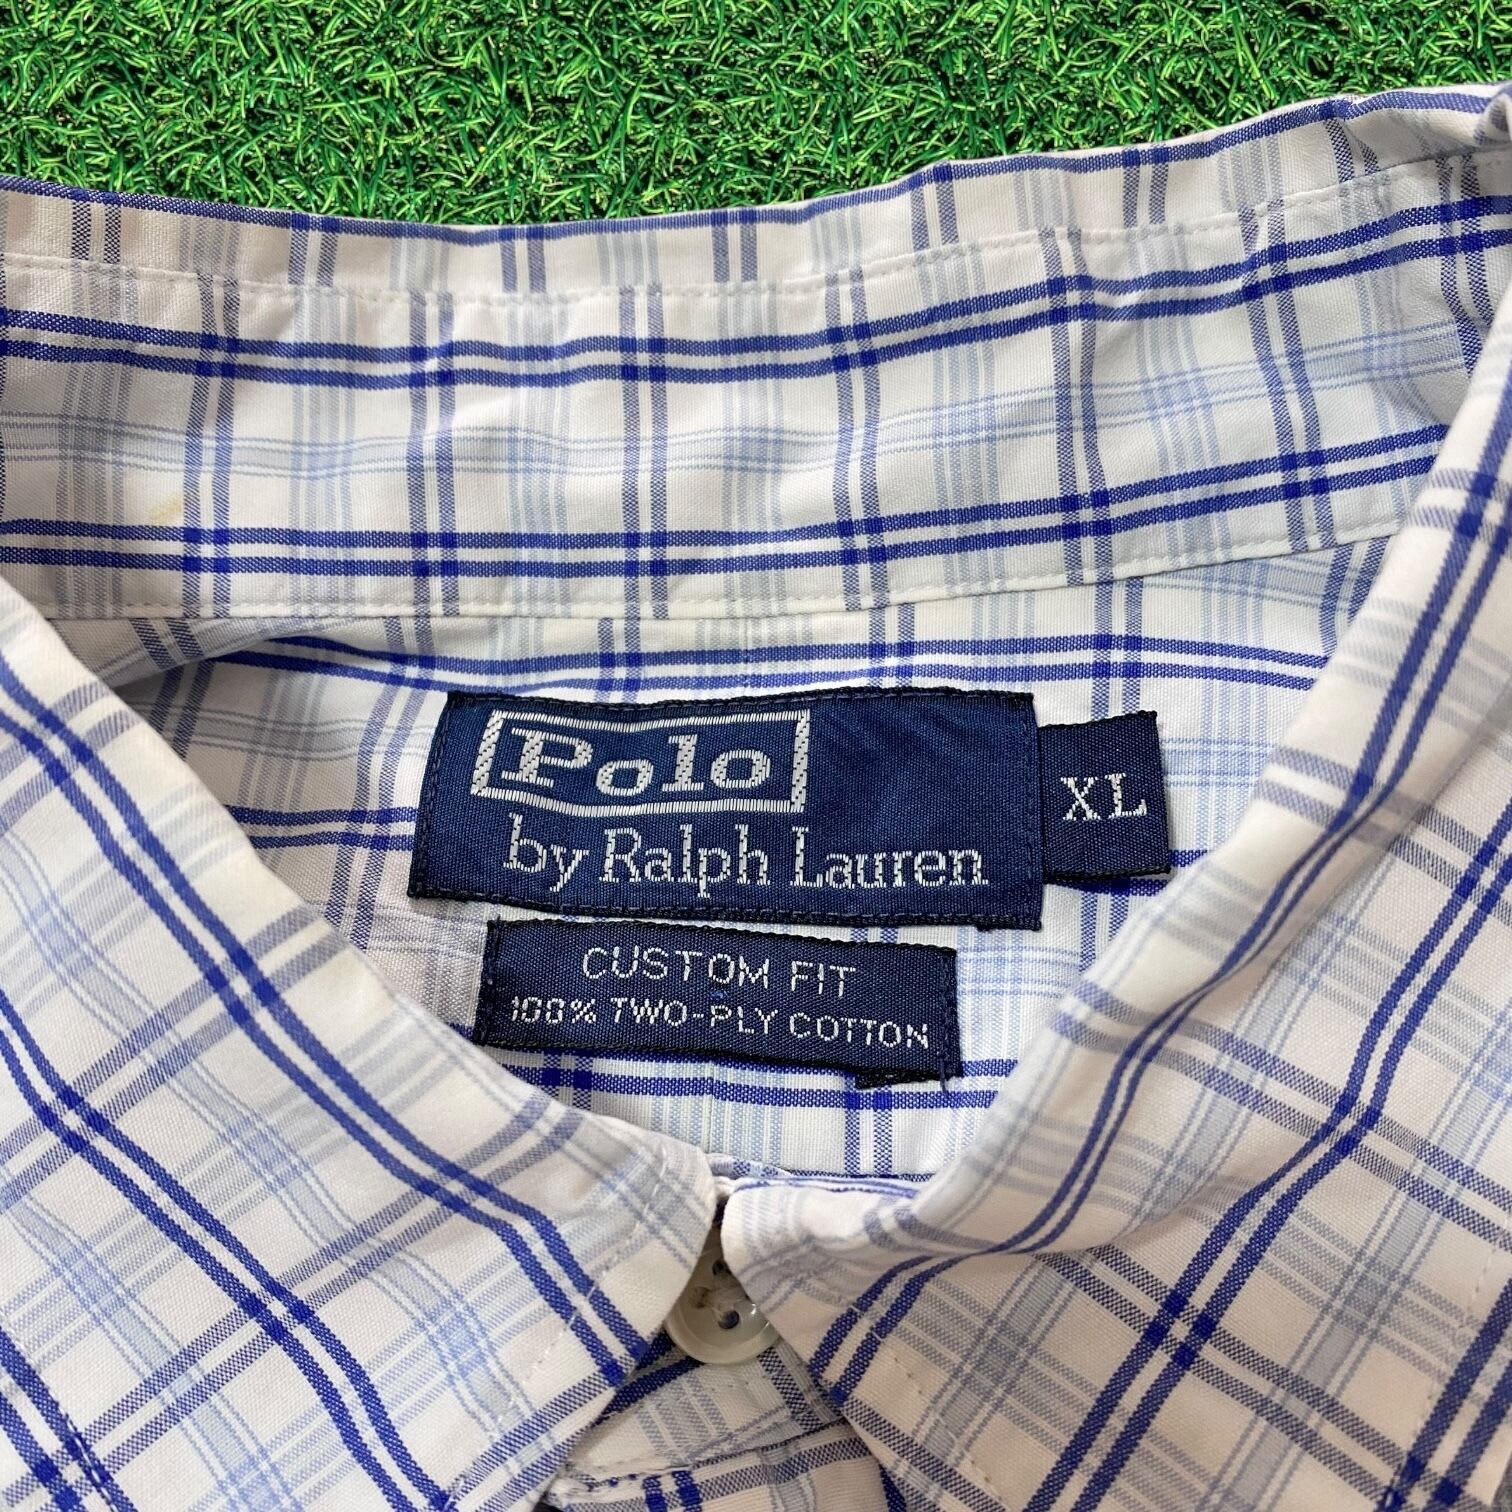 Polo
by Ralph Lauren
XL
CUSTOM FIT
100% TWO-PLY COTTON